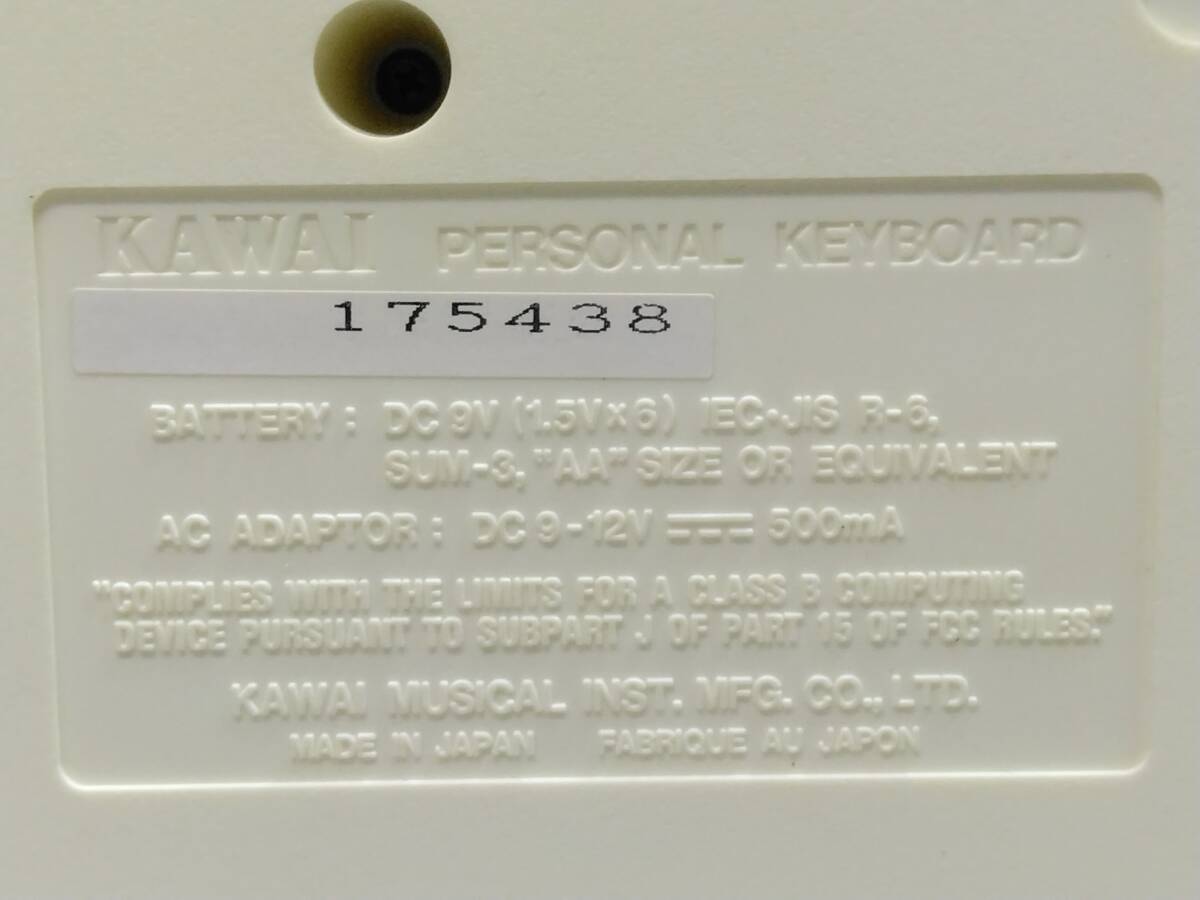 KAWAI PERSONAL KEYBOARD
175438
BATTERY : DC 9V (1.5V×6) IEC•JIS R-6,
SUM-3, "AA" SIZE OR EQUIVALENT
AC ADAPTOR : DC 9-12V ⎓ 500mA
"COMPLIES WITH THE LIMITS FOR A CLASS B COMPUTING
DEVICE PURSUANT TO SUBPART J OF PART 15 OF FCC RULES."
KAWAI MUSICAL INST. MFG. CO., LTD.
MADE IN JAPAN FABRIQUE AU JAPON